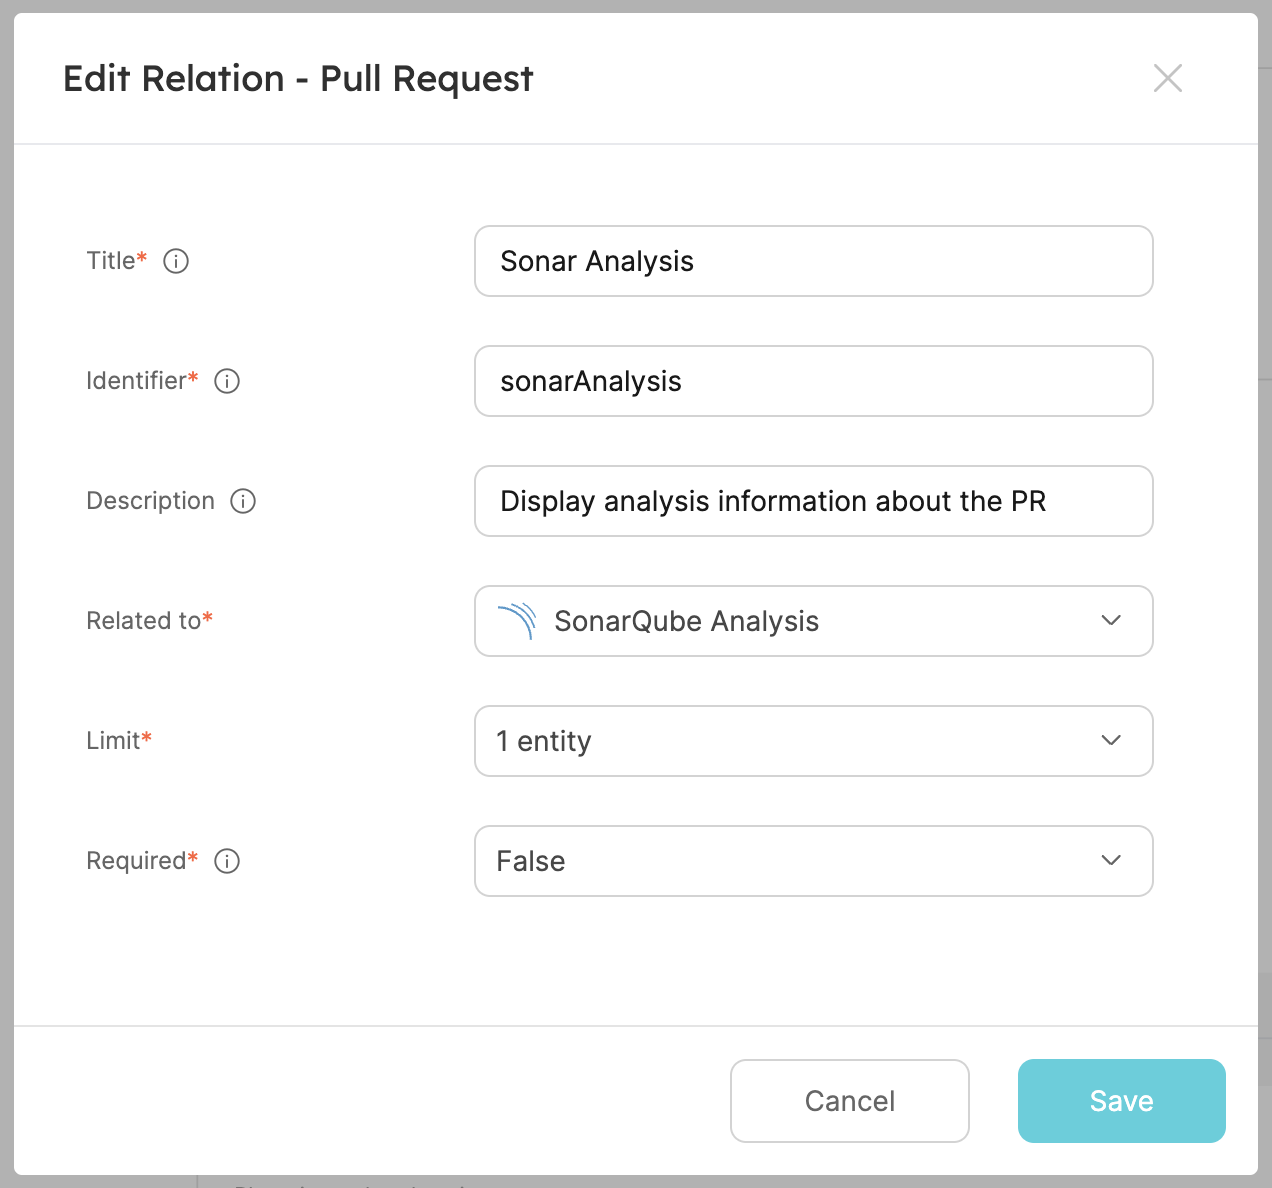 Edit Relation - Pull Request
Title*
Sonar Analysis
Identifier*
sonarAnalysis
Description
Display analysis information about the PR
Related to*
SonarQube Analysis
Limit*
1 entity
Required*
False
Cancel
Save